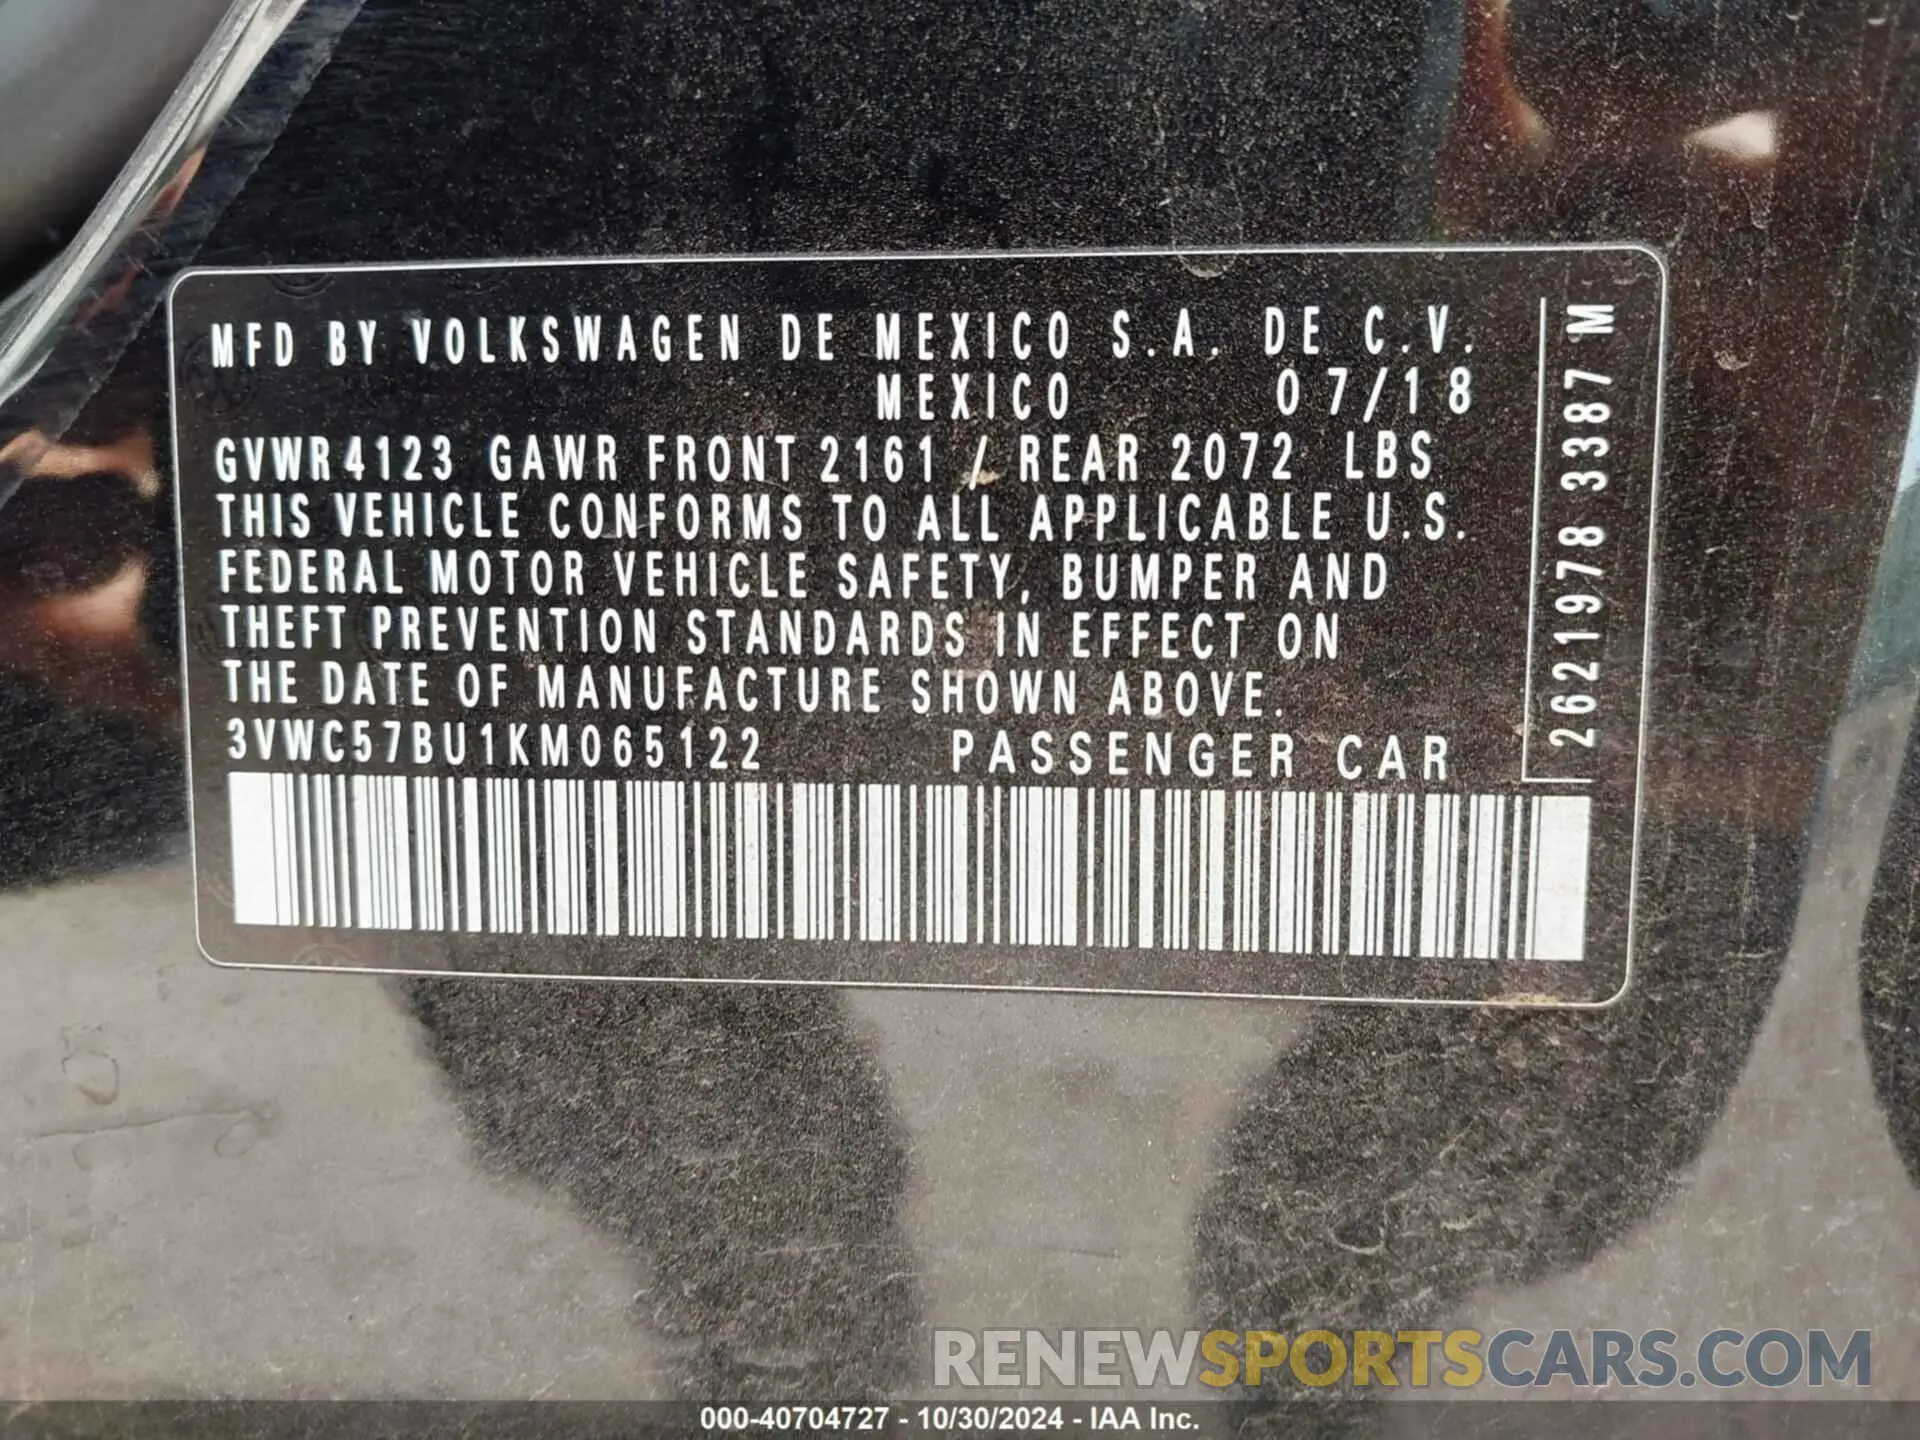 MFD BY VOLKSWAGEN DE MEXICO S.A. DE C.V.
MEXICO 07/18
GVWR 4123 GAWR FRONT 2161 / REAR 2072 LBS
THIS VEHICLE CONFORMS TO ALL APPLICABLE U.S.
FEDERAL MOTOR VEHICLE SAFETY, BUMPER AND
THEFT PREVENTION STANDARDS IN EFFECT ON
THE DATE OF MANUFACTURE SHOWN ABOVE.
3VWC57BU1KM065122 PASSENGER CAR
2621978 3387 M
RENEWSPORTSCARS.COM
000-40704727 - 10/30/2024 - IAA Inc.